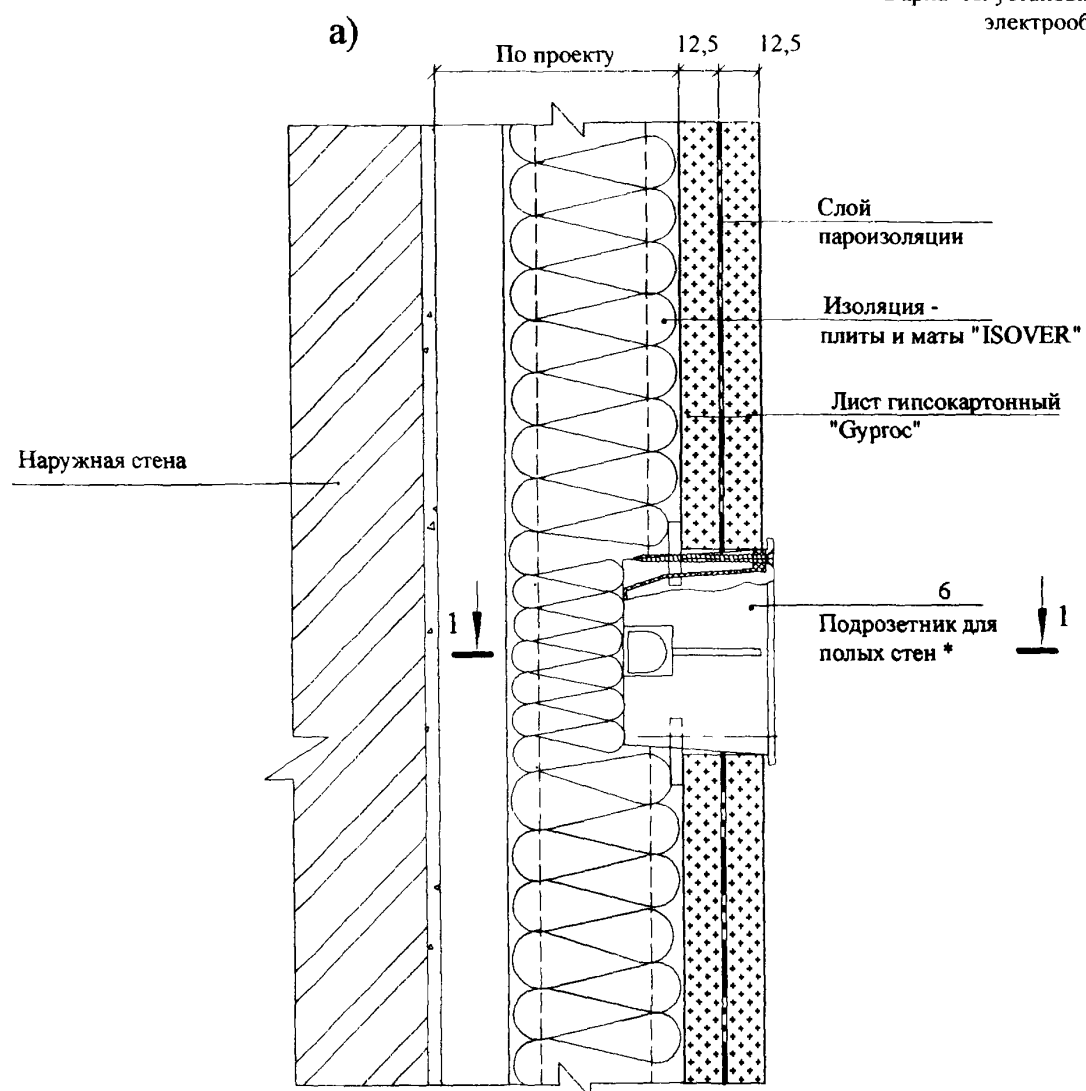 электрооб
а)
По проекту
12,5
12,5
Слой
пароизоляции
Изоляция -
плиты и маты "ISOVER"
Лист гипсокартонный
"Gyproc"
Наружная стена
1
6
Подрозетник для
полых стен *
1